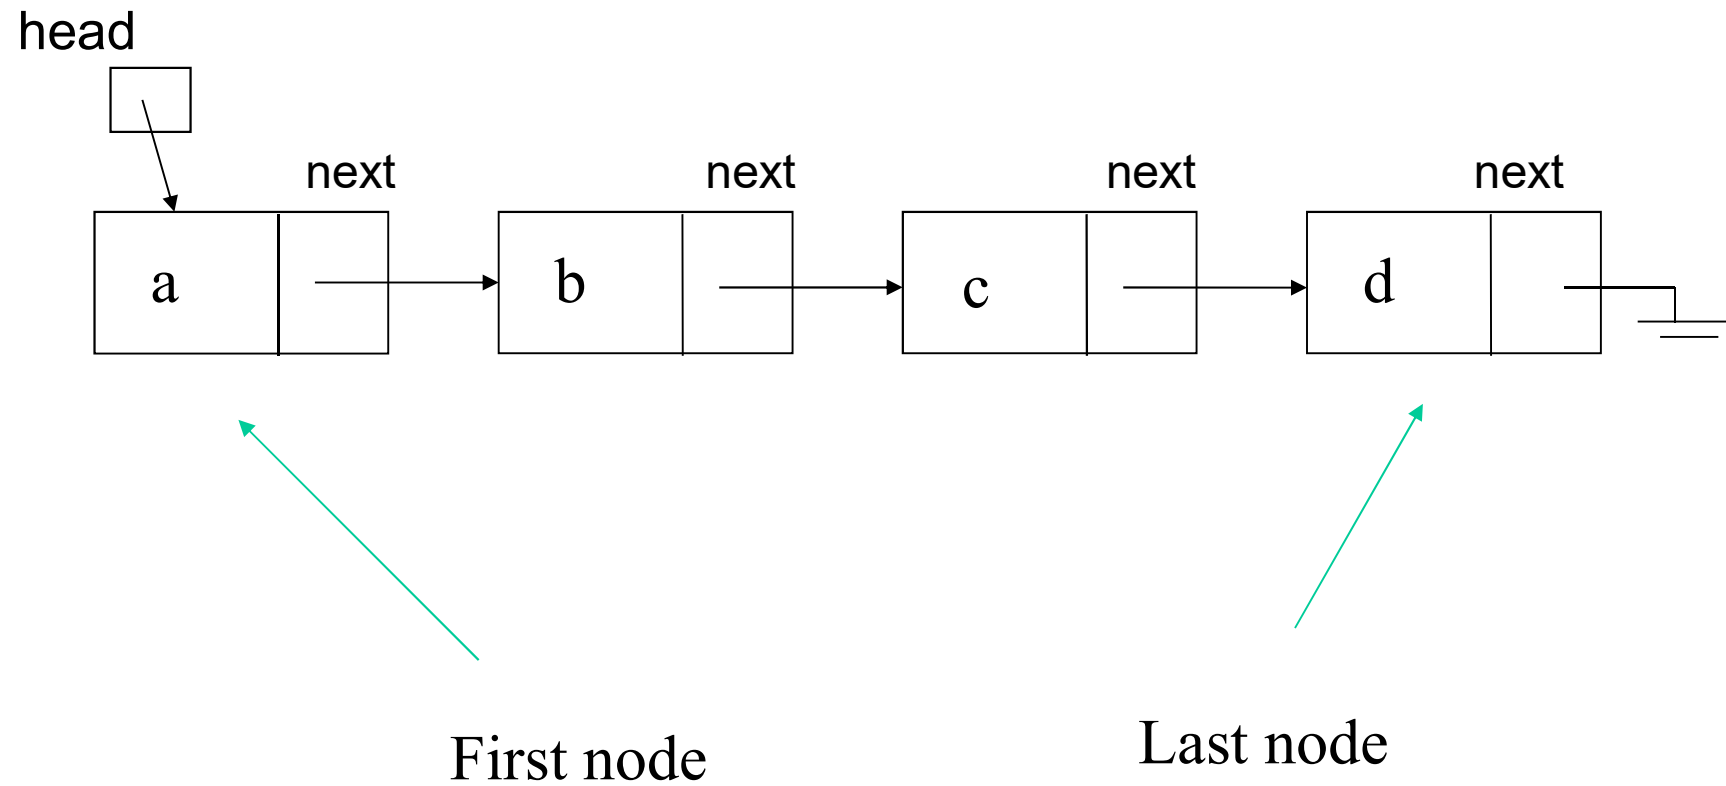 head
next next next next
a b c d
First node
Last node